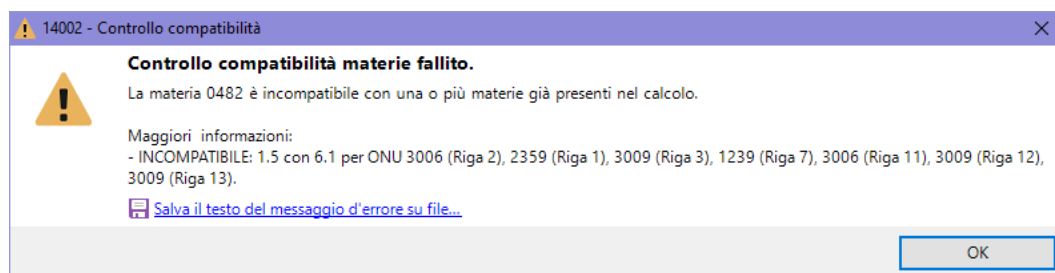 14002 - Controllo compatibilità
Controllo compatibilità materie fallito.
La materia 0482 è incompatibile con una o più materie già presenti nel calcolo.
Maggiori  informazioni:
- INCOMPATIBILE: 1.5 con 6.1 per ONU 3006 (Riga 2), 2359 (Riga 1), 3009 (Riga 3), 1239 (Riga 7), 3006 (Riga 11), 3009 (Riga 12),
3009 (Riga 13).
Salva il testo del messaggio d'errore su file...
OK